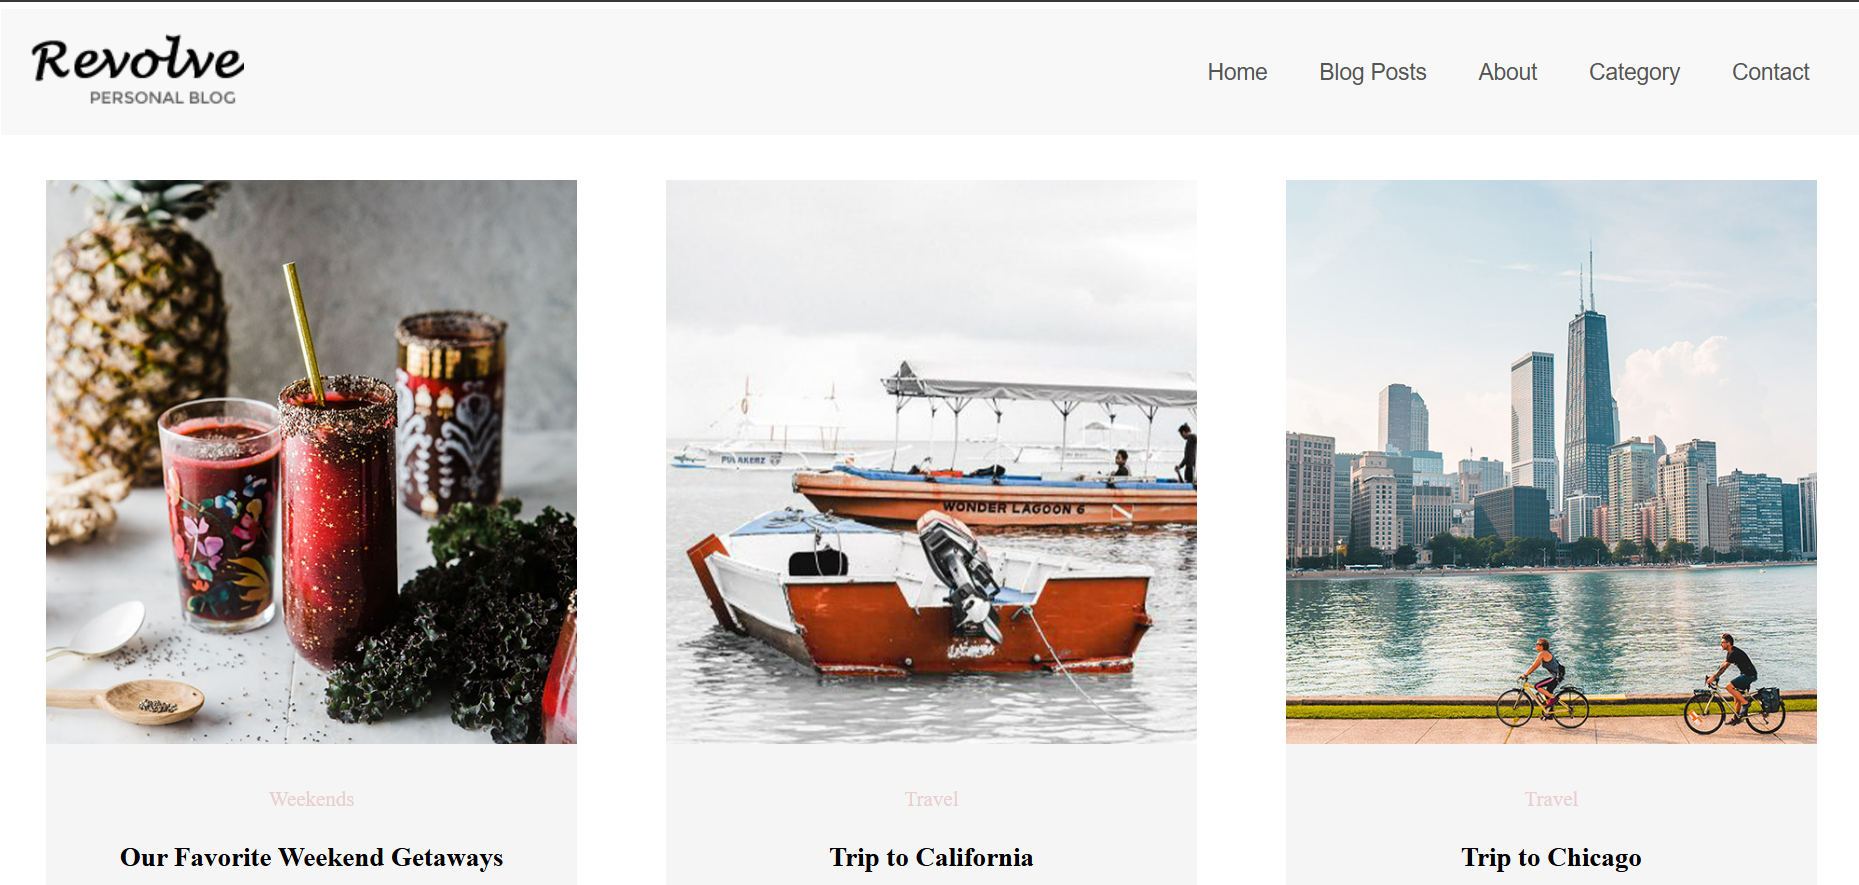 Revolve
PERSONAL BLOG
Home
Blog Posts
About
Category
Contact
WONDER LAGOON 6
Weekends
Travel
Travel
Our Favorite Weekend Getaways
Trip to California
Trip to Chicago